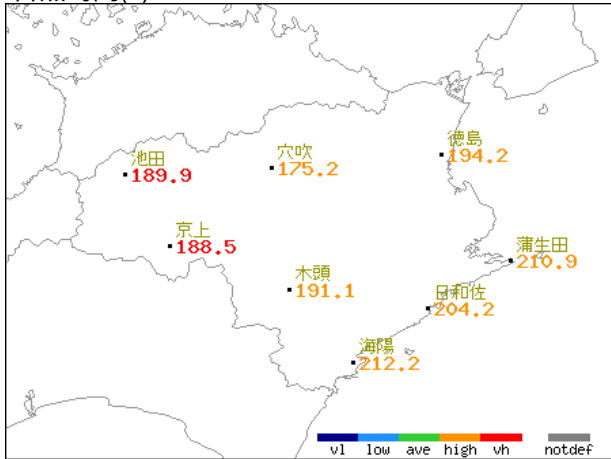 徳島
194.2
池田
189.9
穴吹
175.2
京上
188.5
蒲生田
210.9
木頭
191.1
日和佐
204.2
海陽
212.2
vl low ave high vh notdef